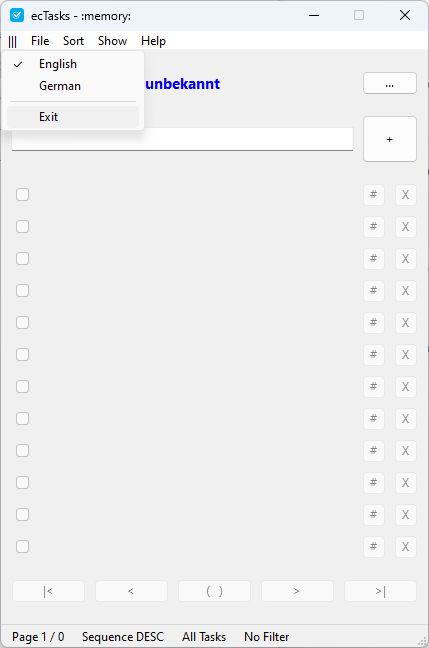 ecTasks - :memory:
||| File Sort Show Help
✓ English
German
unbekannt ...
Exit
+
# X
# X
# X
# X
# X
# X
# X
# X
# X
# X
# X
# X
|< < ( ) > >|
Page 1 / 0 Sequence DESC All Tasks No Filter